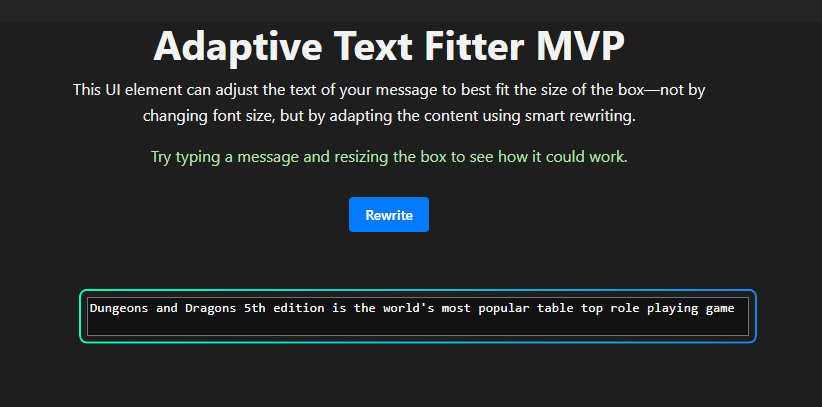 Adaptive Text Fitter MVP
This UI element can adjust the text of your message to best fit the size of the box—not by
changing font size, but by adapting the content using smart rewriting.
Try typing a message and resizing the box to see how it could work.
Rewrite
Dungeons and Dragons 5th edition is the world's most popular table top role playing game